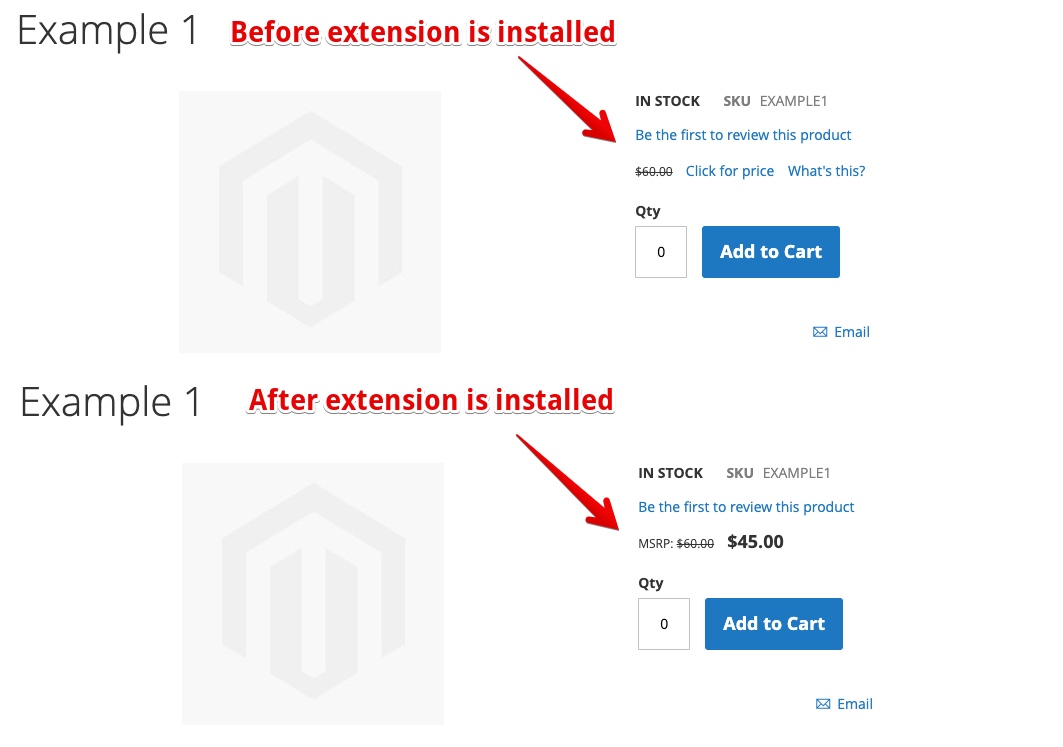 Example 1 Before extension is installed
IN STOCK SKU EXAMPLE1
Be the first to review this product
$60.00 Click for price What's this?
Qty
0 Add to Cart
Email
Example 1 After extension is installed
IN STOCK SKU EXAMPLE1
Be the first to review this product
MSRP: $60.00 $45.00
Qty
0 Add to Cart
Email